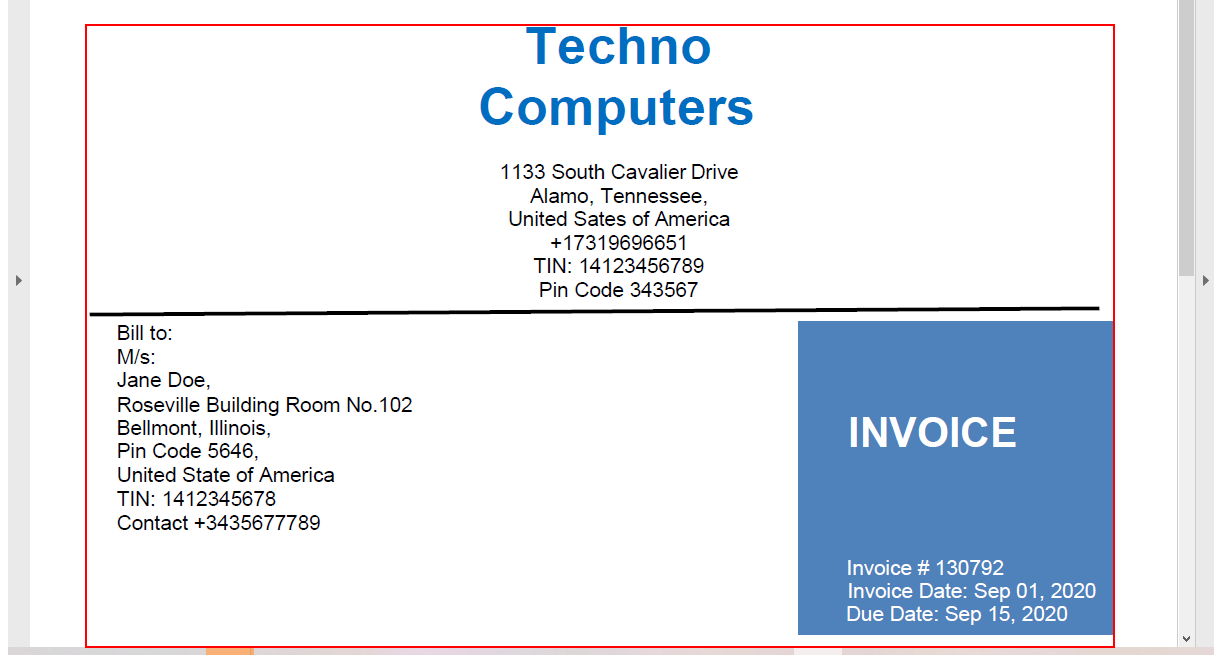 Techno
Computers
1133 South Cavalier Drive
Alamo, Tennessee,
United Sates of America
+17319696651
TIN: 14123456789
Pin Code 343567
Bill to:
M/s:
Jane Doe,
Roseville Building Room No.102
Bellmont, Illinois,
Pin Code 5646,
United State of America
TIN: 1412345678
Contact +3435677789
INVOICE
Invoice # 130792
Invoice Date: Sep 01, 2020
Due Date: Sep 15, 2020